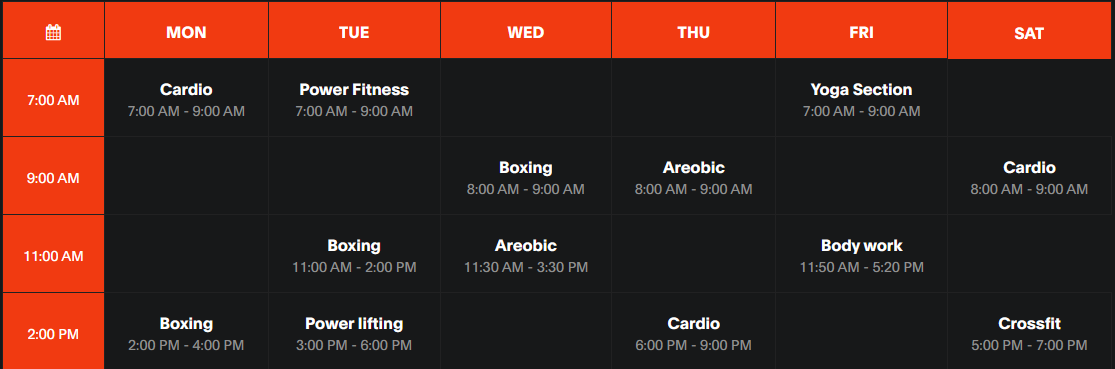 MON TUE WED THU FRI SAT
7:00 AM
Cardio
7:00 AM - 9:00 AM
Power Fitness
7:00 AM - 9:00 AM
Yoga Section
7:00 AM - 9:00 AM
9:00 AM
Boxing
8:00 AM - 9:00 AM
Areobic
8:00 AM - 9:00 AM
Cardio
8:00 AM - 9:00 AM
11:00 AM
Boxing
11:00 AM - 2:00 PM
Areobic
11:30 AM - 3:30 PM
Body work
11:50 AM - 5:20 PM
2:00 PM
Boxing
2:00 PM - 4:00 PM
Power lifting
3:00 PM - 6:00 PM
Cardio
6:00 PM - 9:00 PM
Crossfit
5:00 PM - 7:00 PM